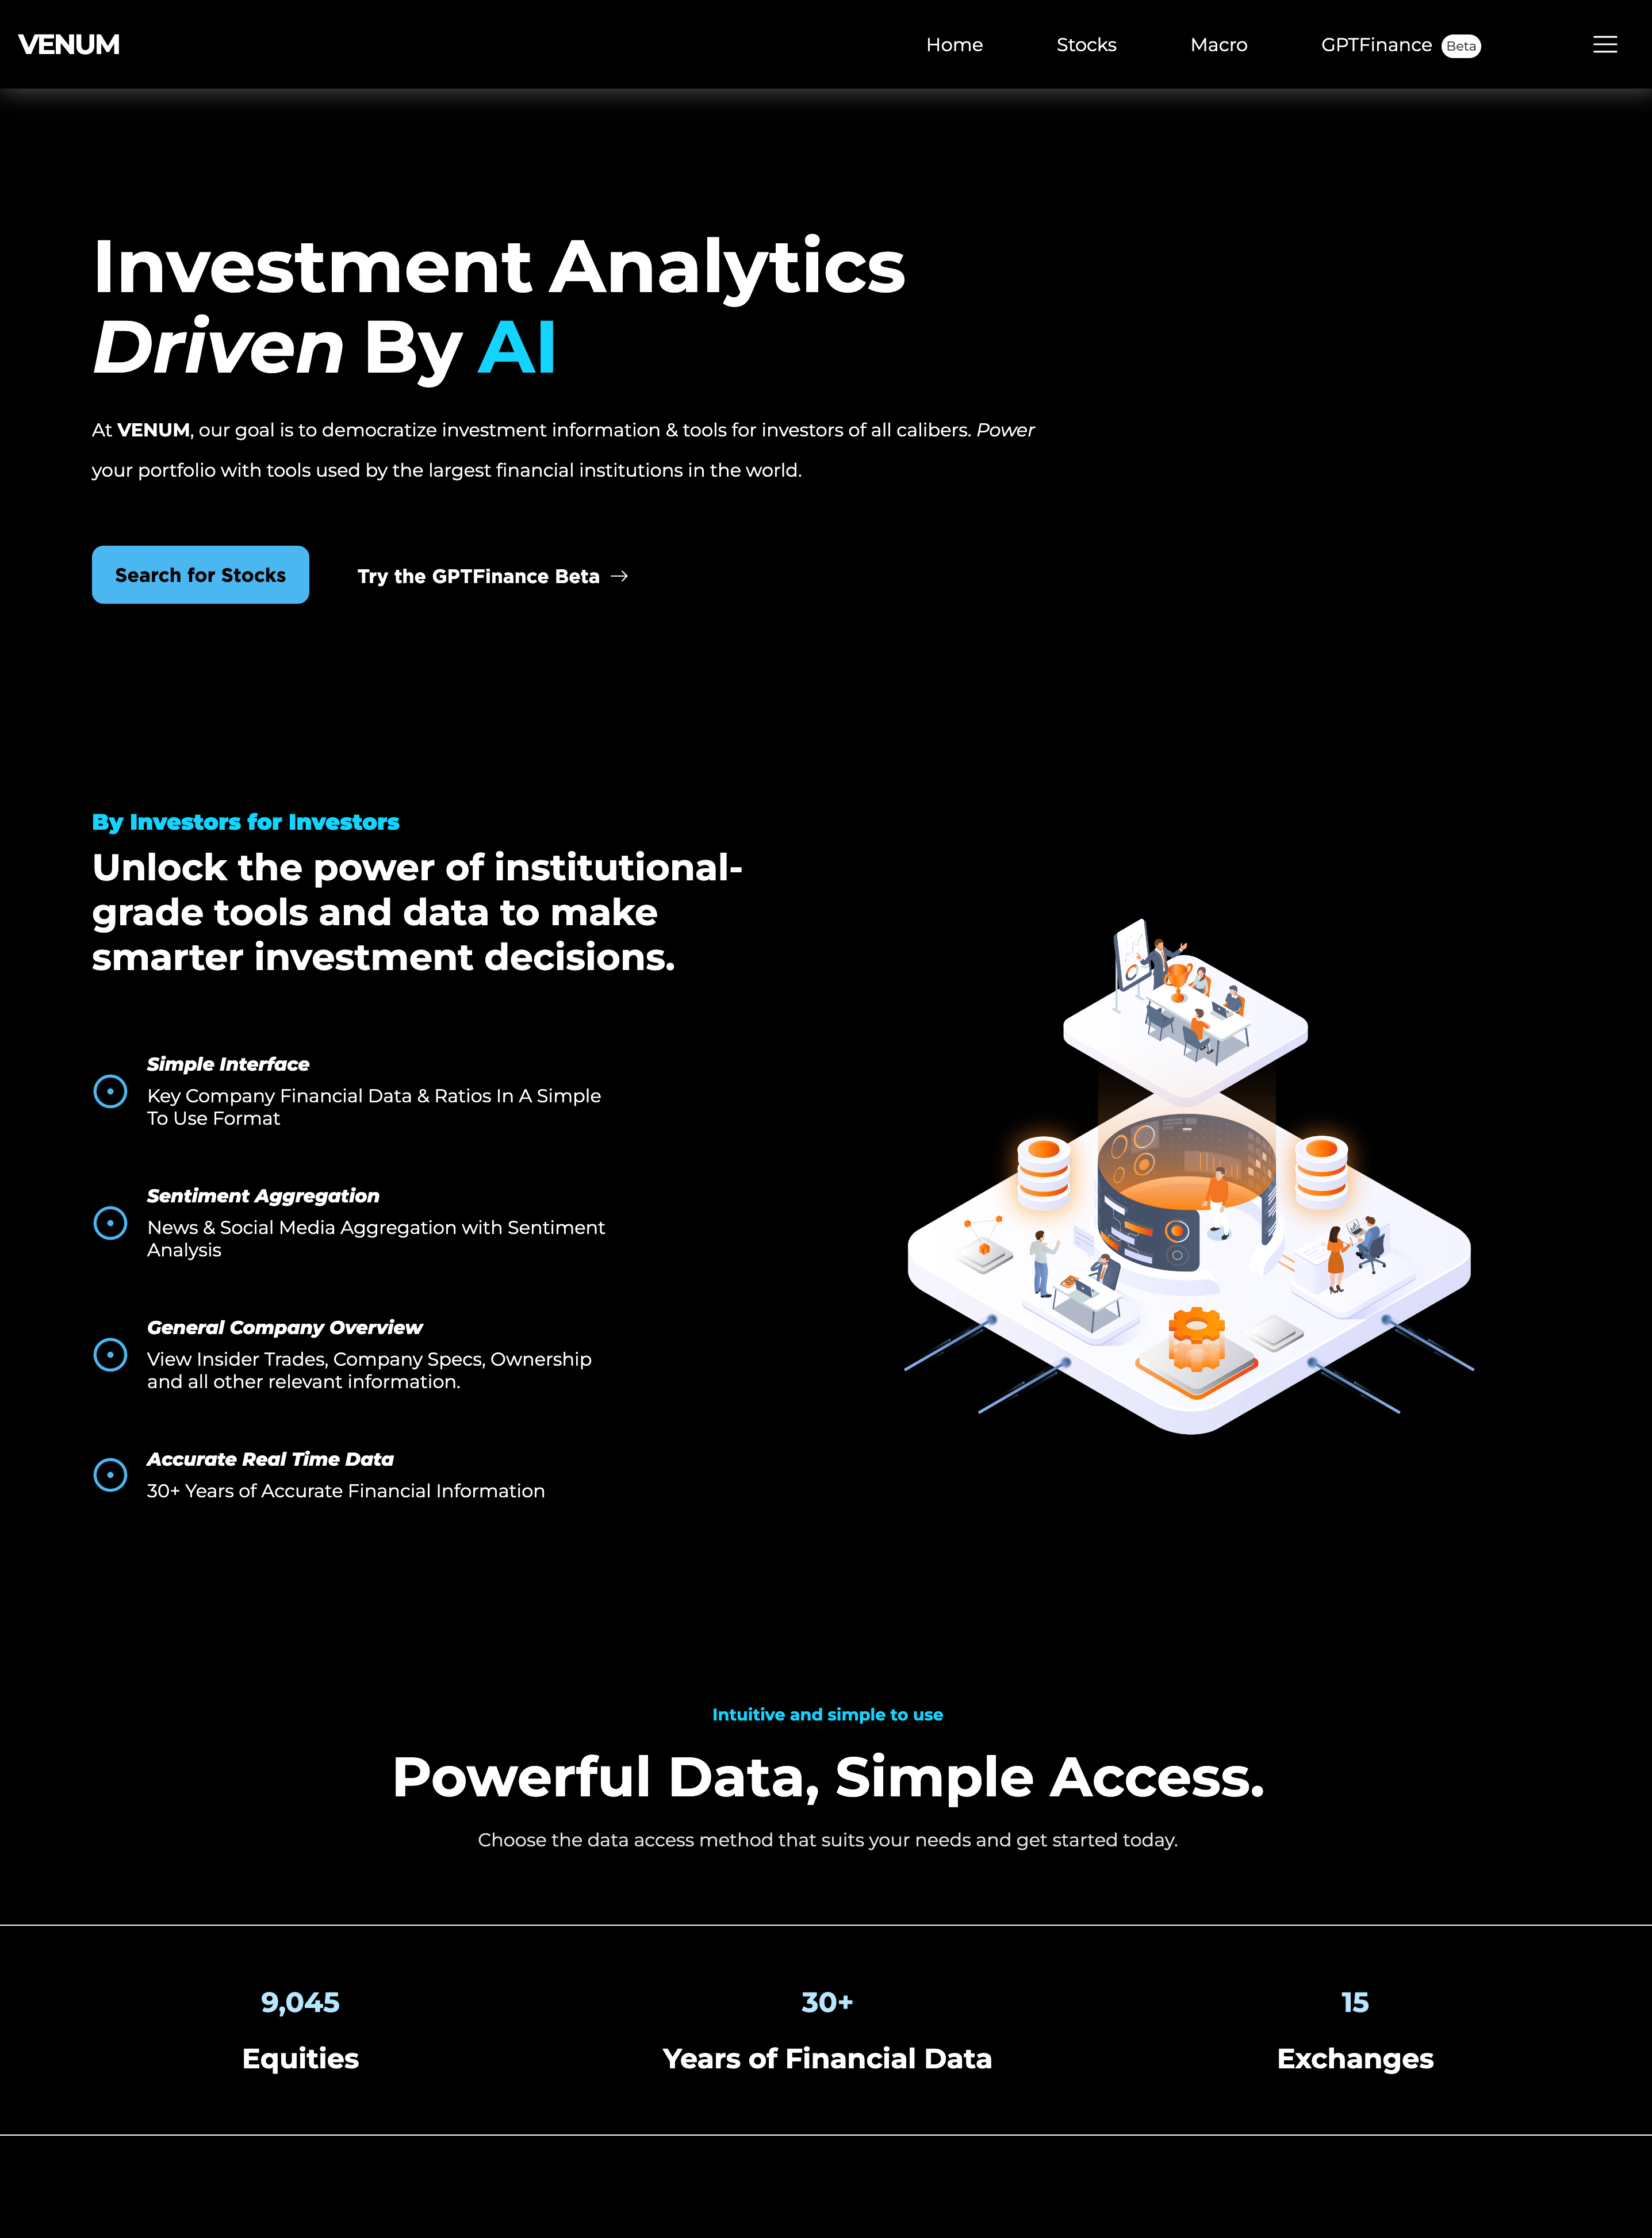 VENUM
Home
Stocks
Macro
GPTFinance Beta
Investment Analytics
Driven By AI
At VENUM, our goal is to democratize investment information & tools for investors of all calibers. Power
your portfolio with tools used by the largest financial institutions in the world.
Search for Stocks
Try the GPTFinance Beta →
By Investors for Investors
Unlock the power of institutional-
grade tools and data to make
smarter investment decisions.
Simple Interface
Key Company Financial Data & Ratios In A Simple
To Use Format
Sentiment Aggregation
News & Social Media Aggregation with Sentiment
Analysis
General Company Overview
View Insider Trades, Company Specs, Ownership
and all other relevant information.
Accurate Real Time Data
30+ Years of Accurate Financial Information
Intuitive and simple to use
Powerful Data, Simple Access.
Choose the data access method that suits your needs and get started today.
9,045
Equities
30+
Years of Financial Data
15
Exchanges